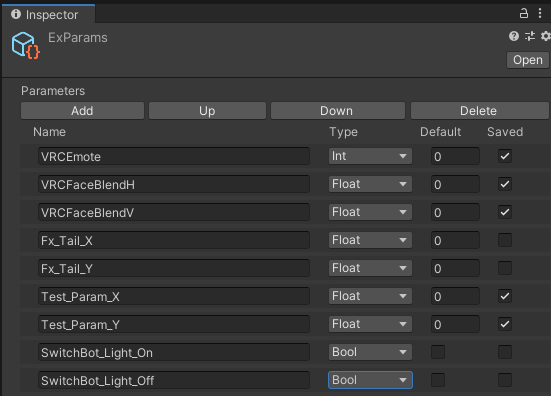 Inspector
ExParams
Open
Parameters
Add Up Down Delete
Name Type Default Saved
VRCEmote Int 0
VRCFaceBlendH Float 0
VRCFaceBlendV Float 0
Fx_Tail_X Float 0
Fx_Tail_Y Float 0
Test_Param_X Float 0
Test_Param_Y Float 0
SwitchBot_Light_On Bool
SwitchBot_Light_Off Bool